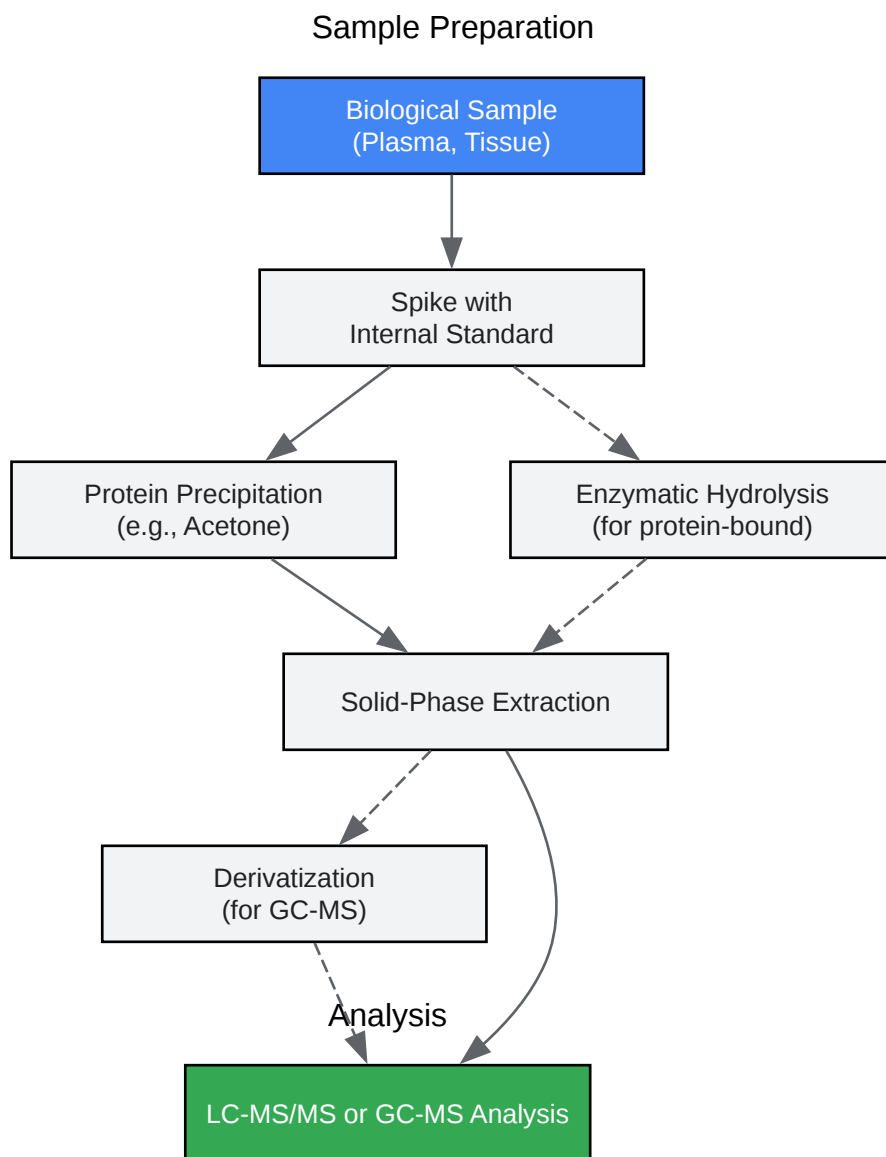 Sample Preparation
Biological Sample
(Plasma, Tissue)
Spike with
Internal Standard
Protein Precipitation
(e.g., Acetone)
Enzymatic Hydrolysis
(for protein-bound)
Solid-Phase Extraction
Derivatization
(for GC-MS)
Analysis
LC-MS/MS or GC-MS Analysis